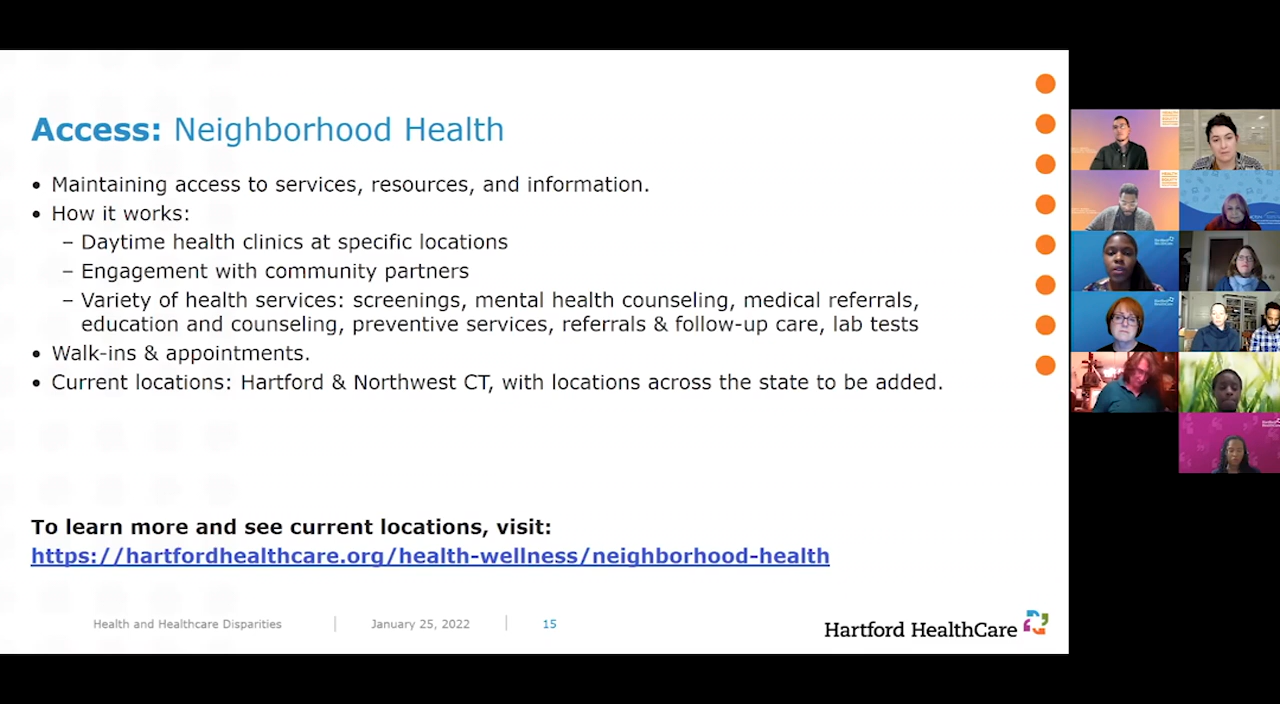 Access: Neighborhood Health
• Maintaining access to services, resources, and information.
• How it works:
– Daytime health clinics at specific locations
– Engagement with community partners
– Variety of health services: screenings, mental health counseling, medical referrals,
education and counseling, preventive services, referrals & follow-up care, lab tests
• Walk-ins & appointments.
• Current locations: Hartford & Northwest CT, with locations across the state to be added.
To learn more and see current locations, visit:
https://hartfordhealthcare.org/health-wellness/neighborhood-health
Health and Healthcare Disparities | January 25, 2022 | 15
Hartford HealthCare